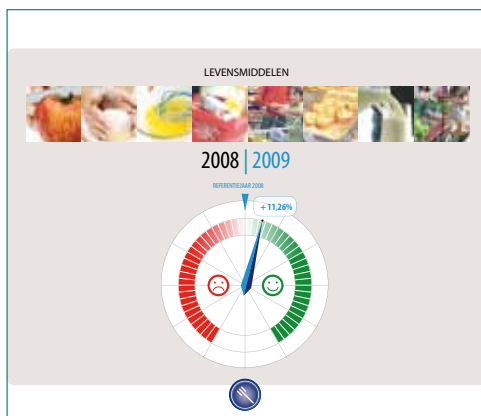 LEVENSMIDDELEN
2008 | 2009
REFERENTIEJAAR 2008
+ 11,26%